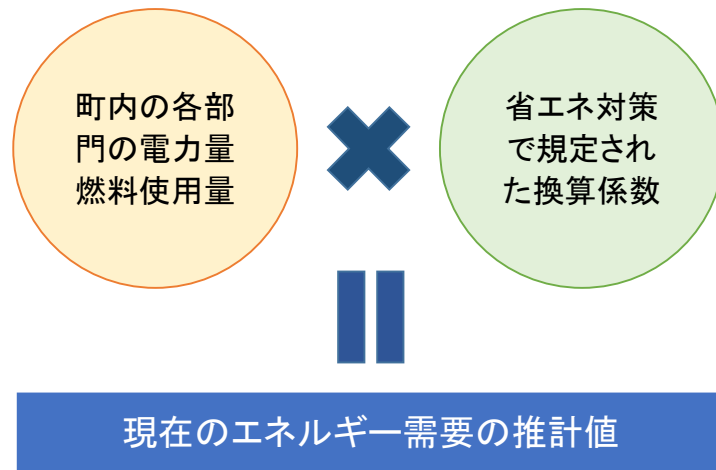 町内の各部
門の電力量
燃料使用量
省エネ対策
で規定され
た換算係数
現在のエネルギー需要の推計値